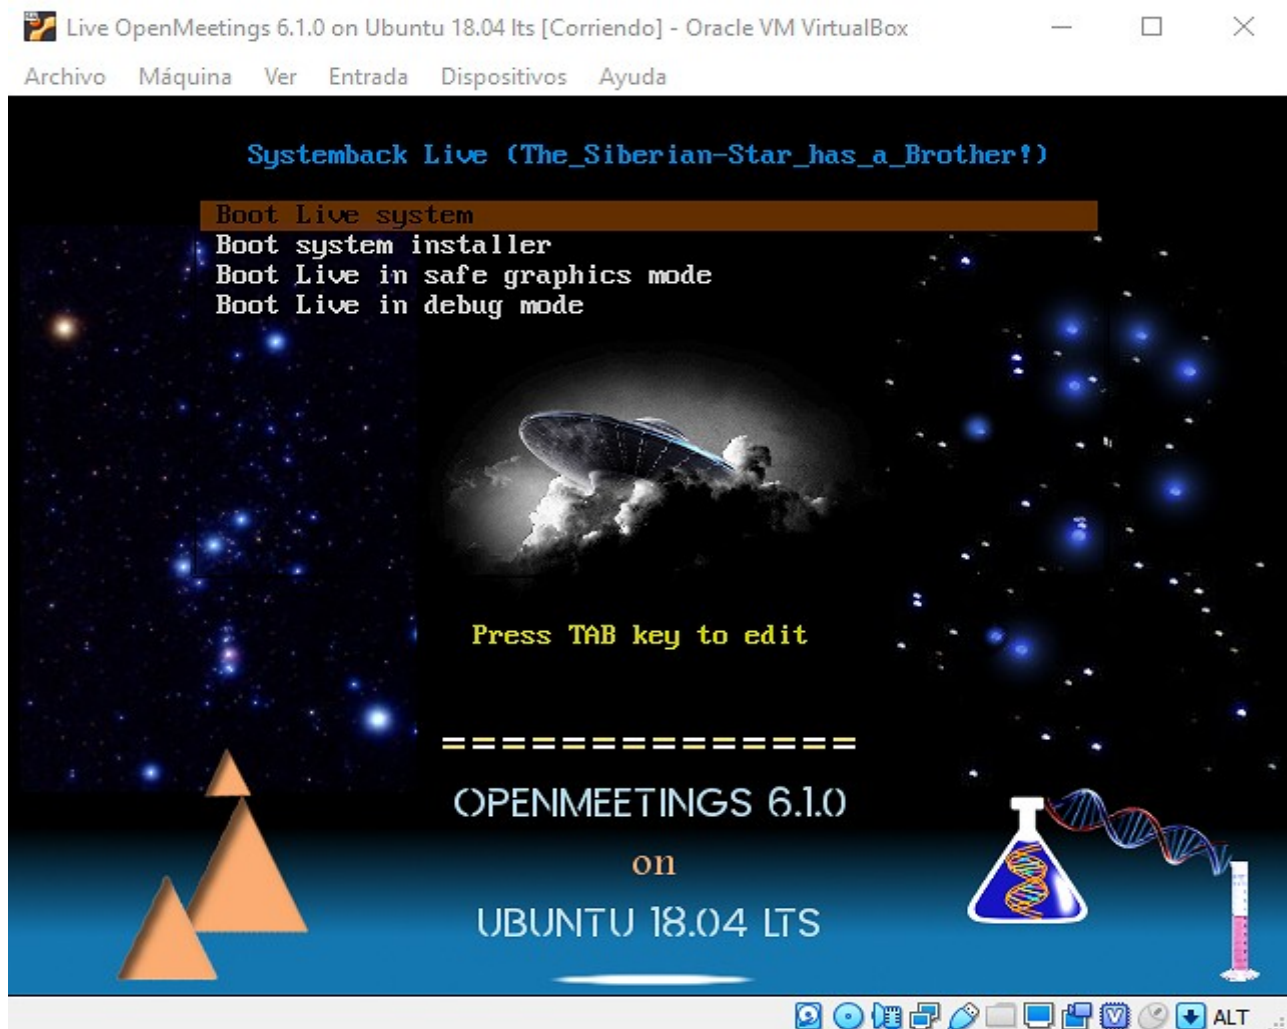 Live OpenMeetings 6.1.0 on Ubuntu 18.04 lts [Corriendo] - Oracle VM VirtualBox
Archivo Máquina Ver Entrada Dispositivos Ayuda
Systemback Live (The_Siberian-Star_has_a_Brother!)
Boot Live system
Boot system installer
Boot Live in safe graphics mode
Boot Live in debug mode
Press TAB key to edit
==============
OPENMEETINGS 6.1.0
on
UBUNTU 18.04 LTS
ALT